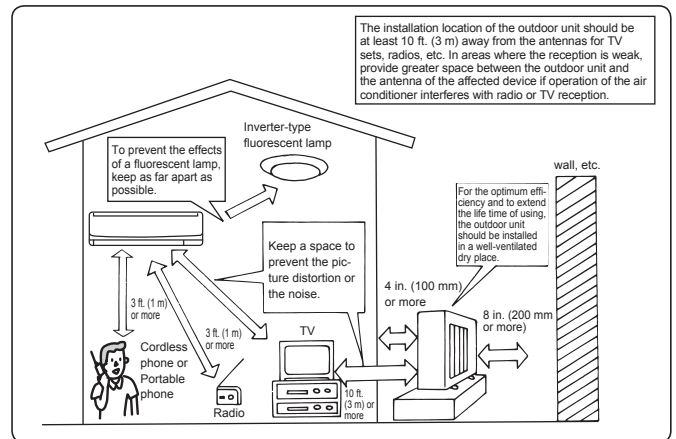 The installation location of the outdoor unit should be
at least 10 ft. (3 m) away from the antennas for TV
sets, radios, etc. In areas where the reception is weak,
provide greater space between the outdoor unit and
the antenna of the affected device if operation of the air
conditioner interferes with radio or TV reception.
Inverter-type
fluorescent lamp
To prevent the effects
of a fluorescent lamp,
keep as far apart as
possible.
wall, etc.
For the optimum effi-
ciency and to extend
the life time of using,
the outdoor unit
should be installed
in a well-ventilated
dry place.
Keep a space to
prevent the pic-
ture distortion or
the noise.
4 in. (100 mm)
or more
8 in. (200 mm
or more)
3 ft. (1 m)
or more
3 ft. (1 m)
or more
TV
Cordless
phone or
Portable
phone
Radio
10 ft.
(3 m) or
more